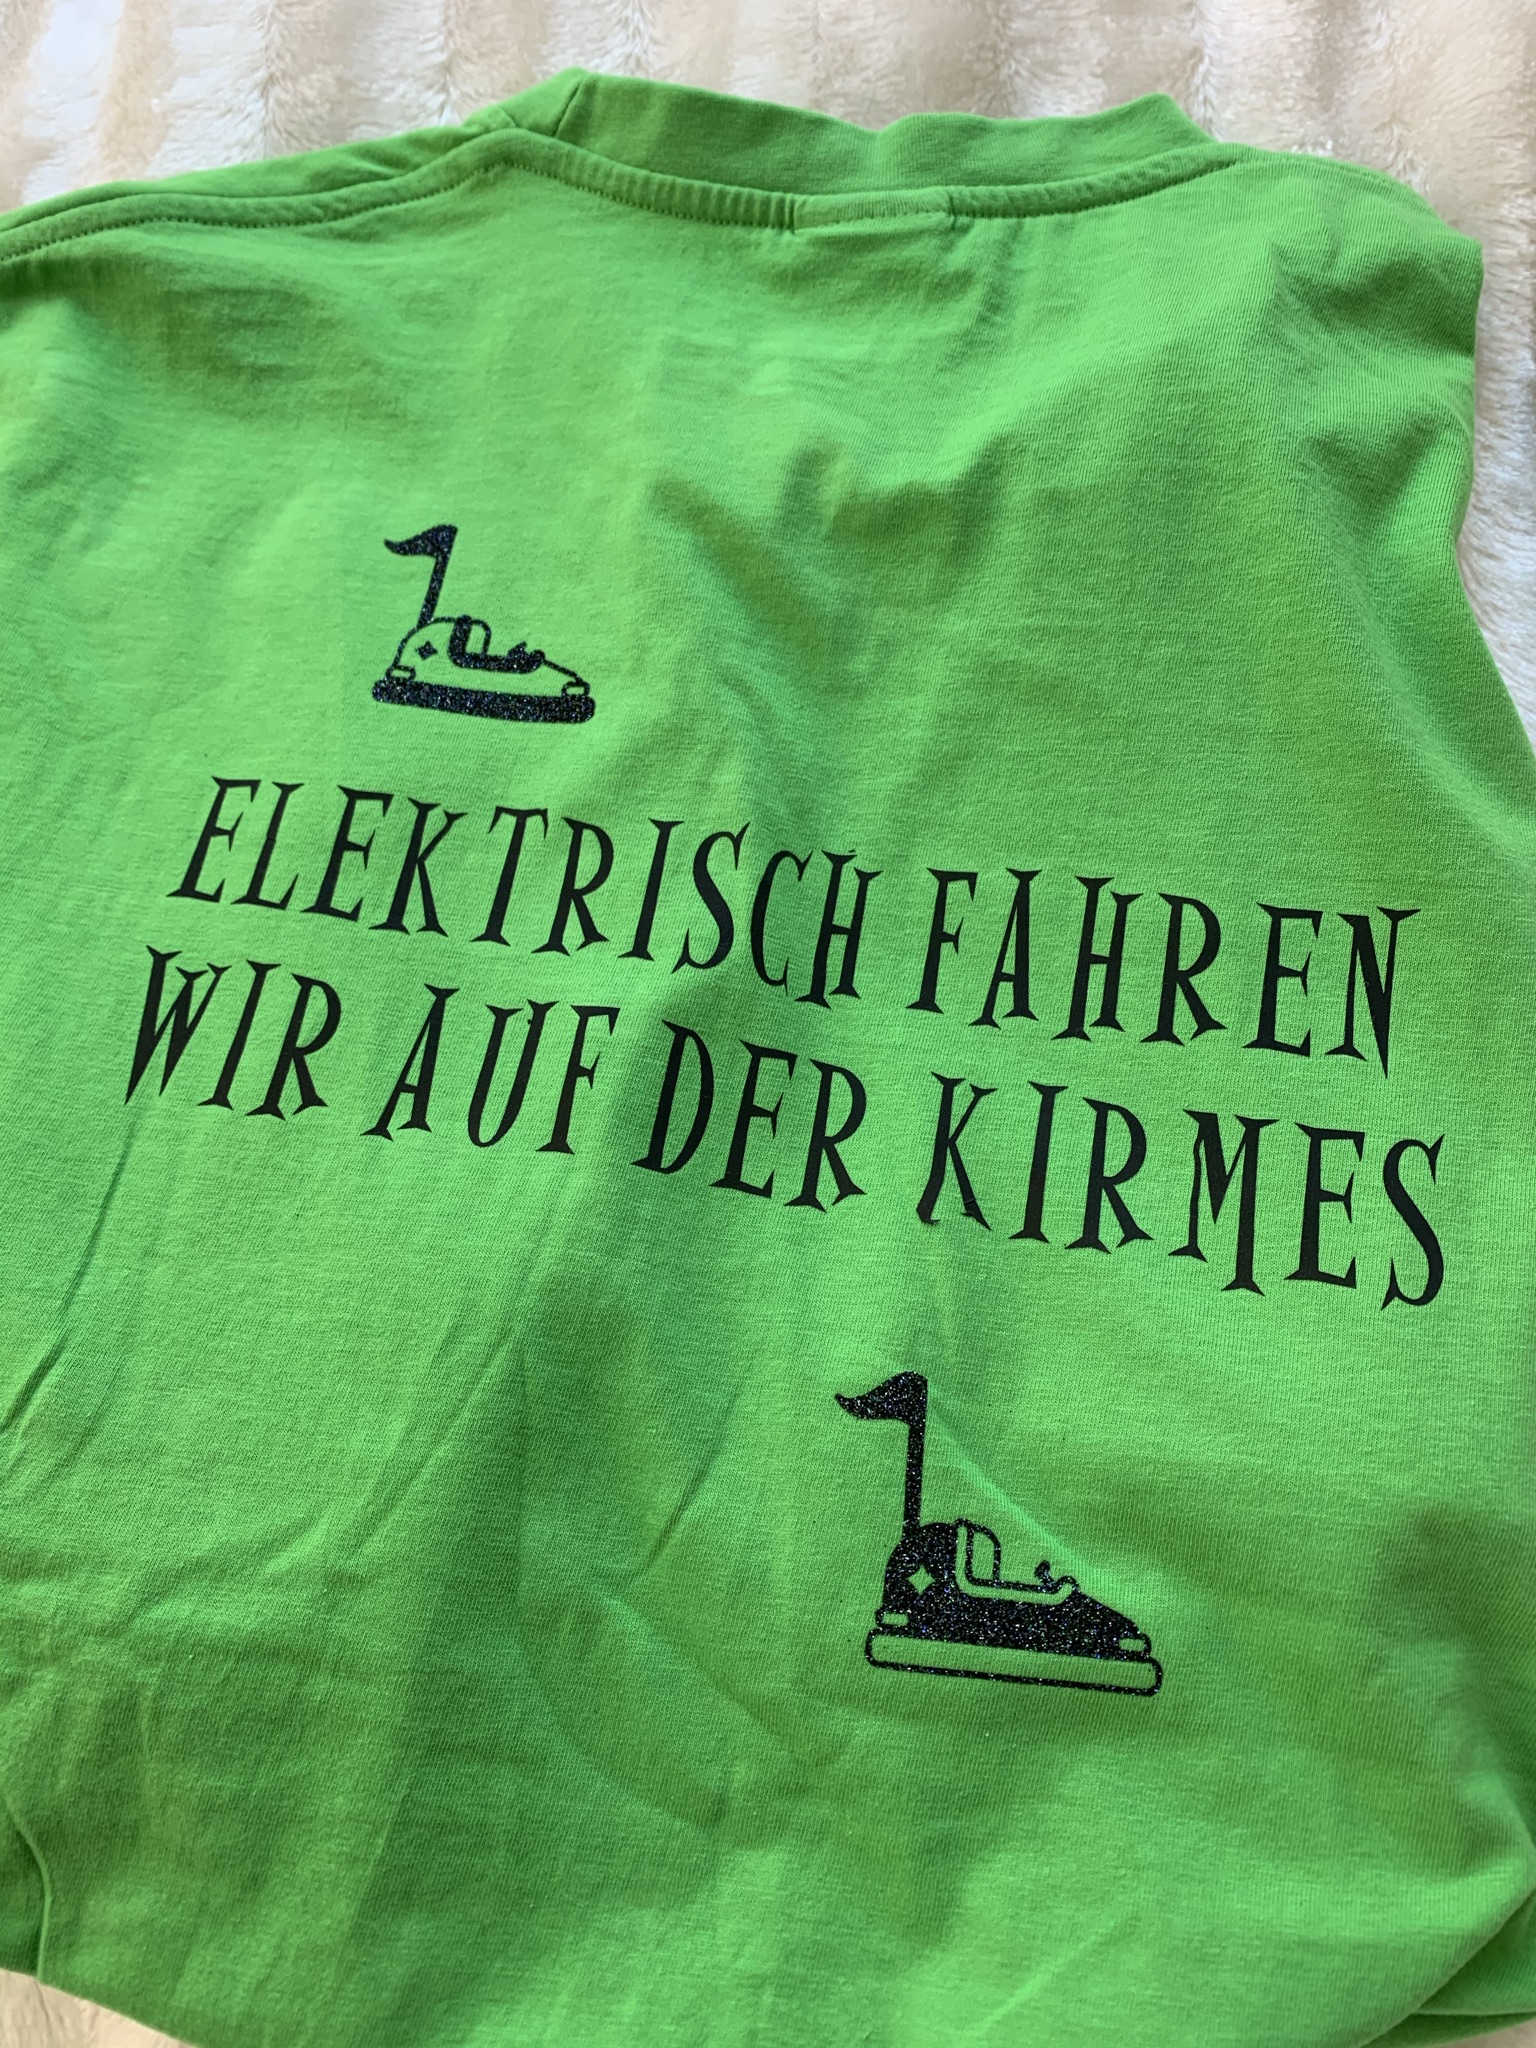 ELEKTRISCH FAHREN
WIR AUF DER KIRMES